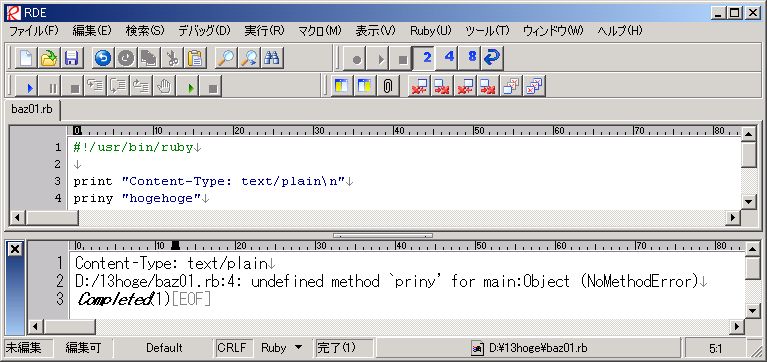 RDE
ファイル(F) 編集(E) 検索(S) デバッグ(D) 実行(R) マクロ(M) 表示(V) Ruby(U) ツール(T) ウィンドウ(W) ヘルプ(H)
2 4 8
baz01.rb
0 10 20 30 40 50 60 70 80
1 #!/usr/bin/ruby↓
2 ↓
3 print "Content-Type: text/plain\n"↓
4 priny "hogehoge"↓
0 10 20 30 40 50 60 70 80
1 Content-Type: text/plain↓
2 D:/13hoge/baz01.rb:4: undefined method `priny' for main:Object (NoMethodError)↓
3 Completed(1)[EOF]
未編集 編集可 Default CRLF Ruby 完了(1) D:¥13hoge¥baz01.rb 5:1